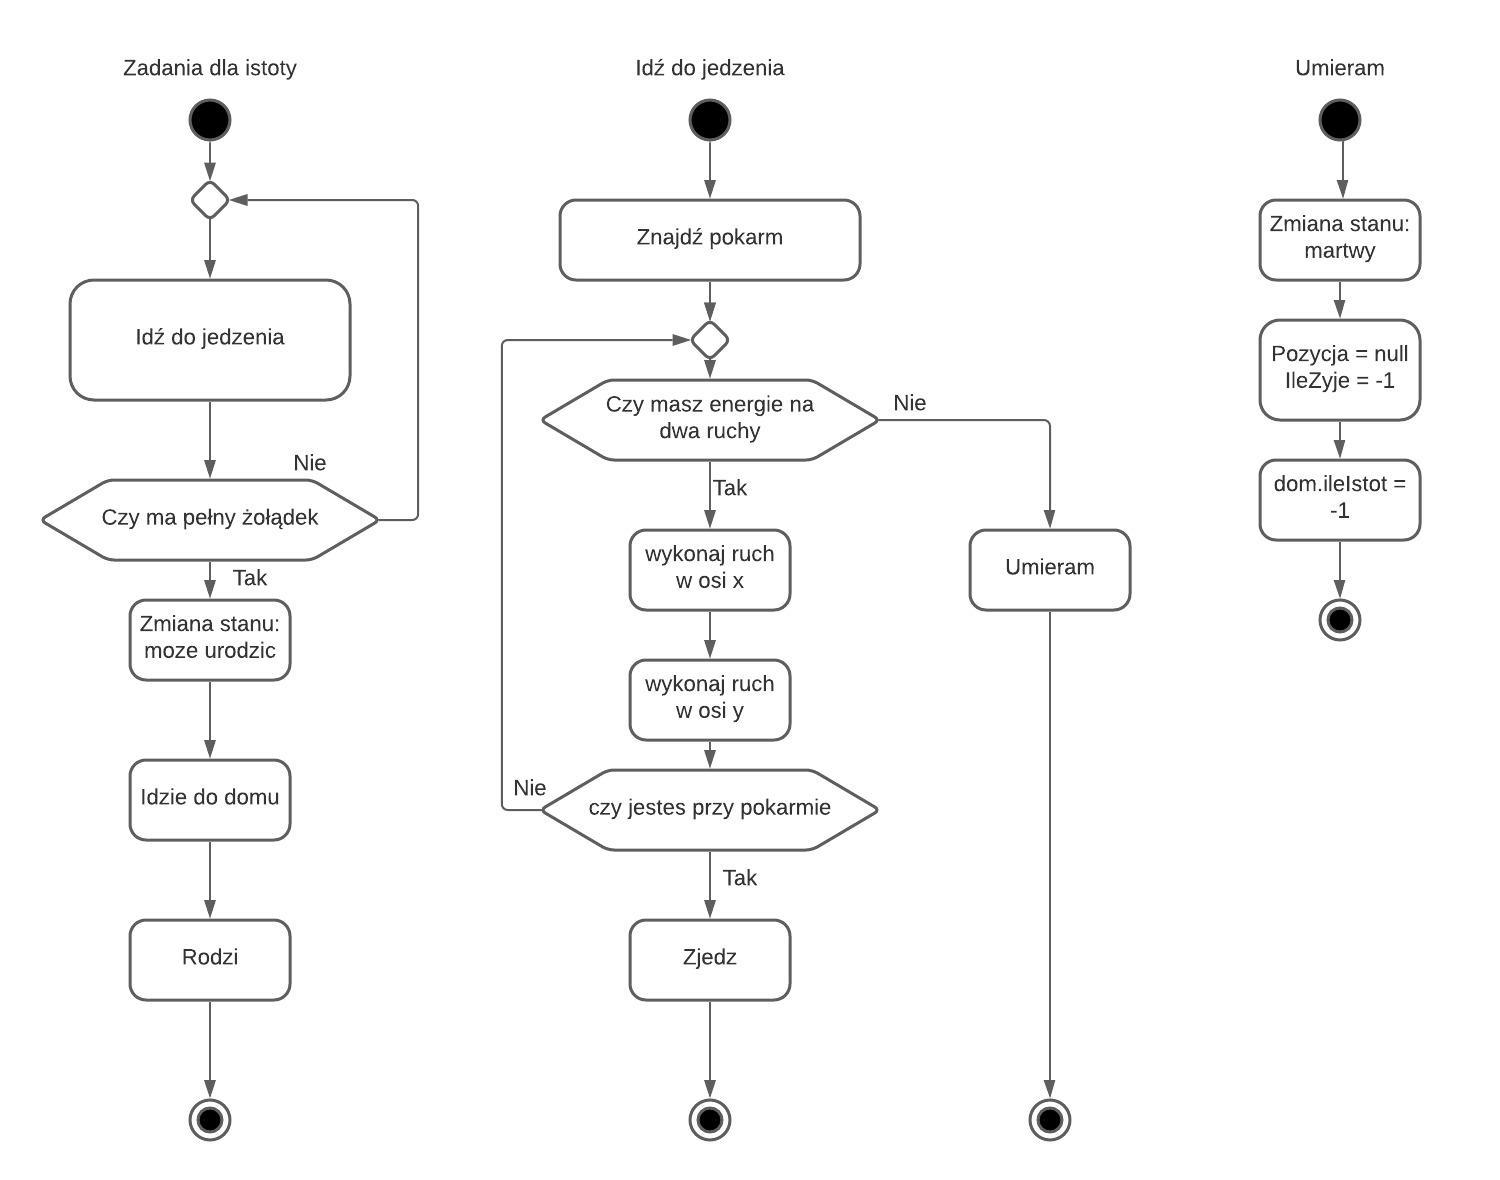 Zadania dla istoty
Idź do jedzenia
Nie
Czy ma pełny żołądek
Tak
Zmiana stanu:
moze urodzic
Idzie do domu
Rodzi
Idź do jedzenia
Znajdź pokarm
Czy masz energie na
dwa ruchy
Nie
Tak
wykonaj ruch
w osi x
Umieram
wykonaj ruch
w osi y
Nie
czy jestes przy pokarmie
Tak
Zjedz
Umieram
Zmiana stanu:
martwy
Pozycja = null
IleZyje = -1
dom.ileIstot =
-1